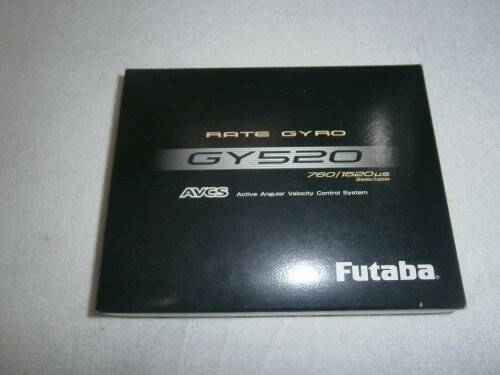 RATE GYRO
GY520
760/1520µs
Selectable
AVCS Active Angular Velocity Control System
Futaba®